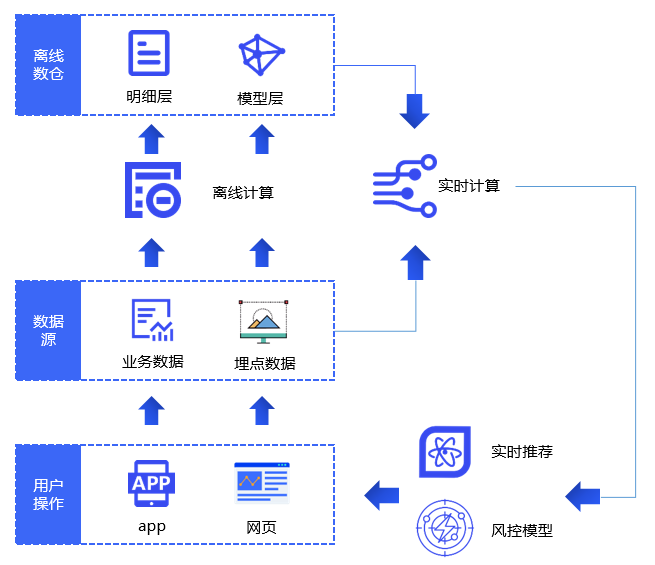 离线
数仓
明细层
模型层
离线计算
实时计算
数据
源
业务数据
埋点数据
用户
操作
APP
app
网页
实时推荐
风控模型